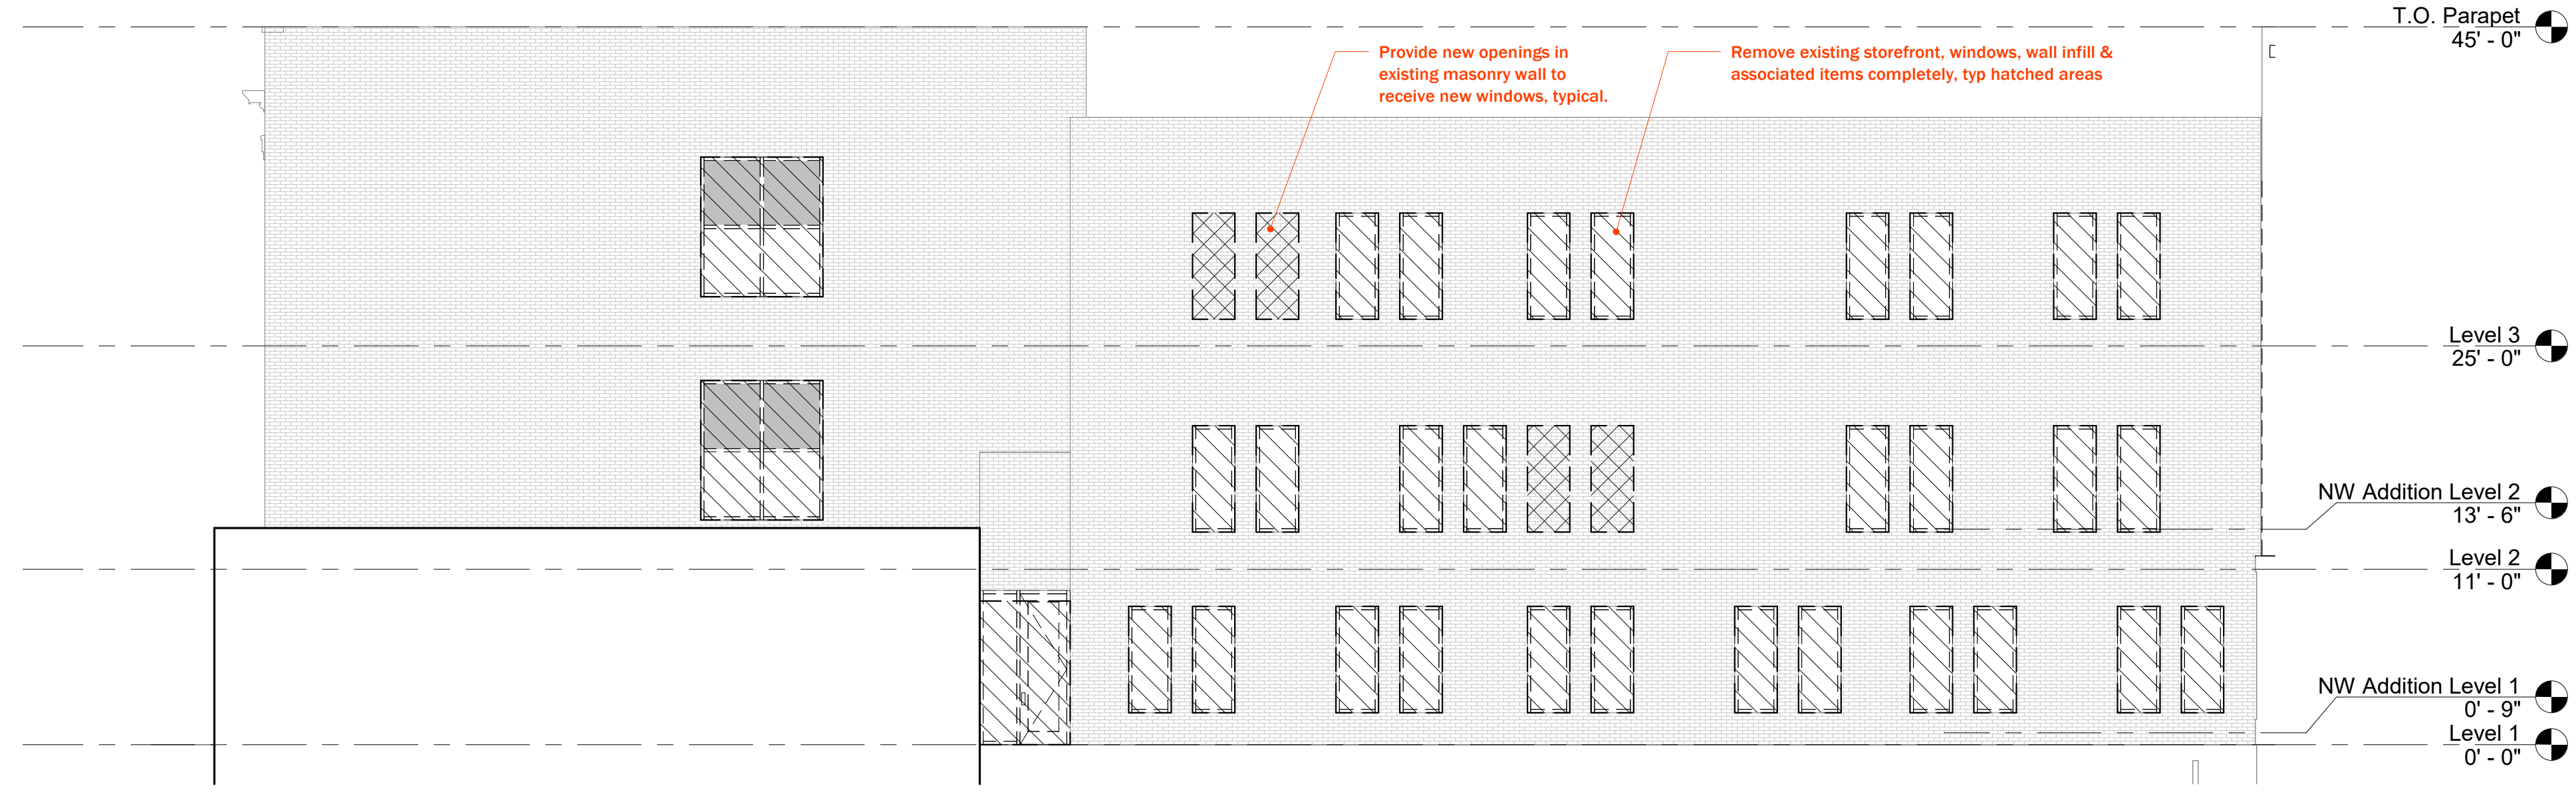 T.O. Parapet
45' - 0"
Provide new openings in
existing masonry wall to
receive new windows, typical.
Remove existing storefront, windows, wall infill &
associated items completely, typ hatched areas
Level 3
25' - 0"
NW Addition Level 2
13' - 6"
Level 2
11' - 0"
NW Addition Level 1
0' - 9"
Level 1
0' - 0"